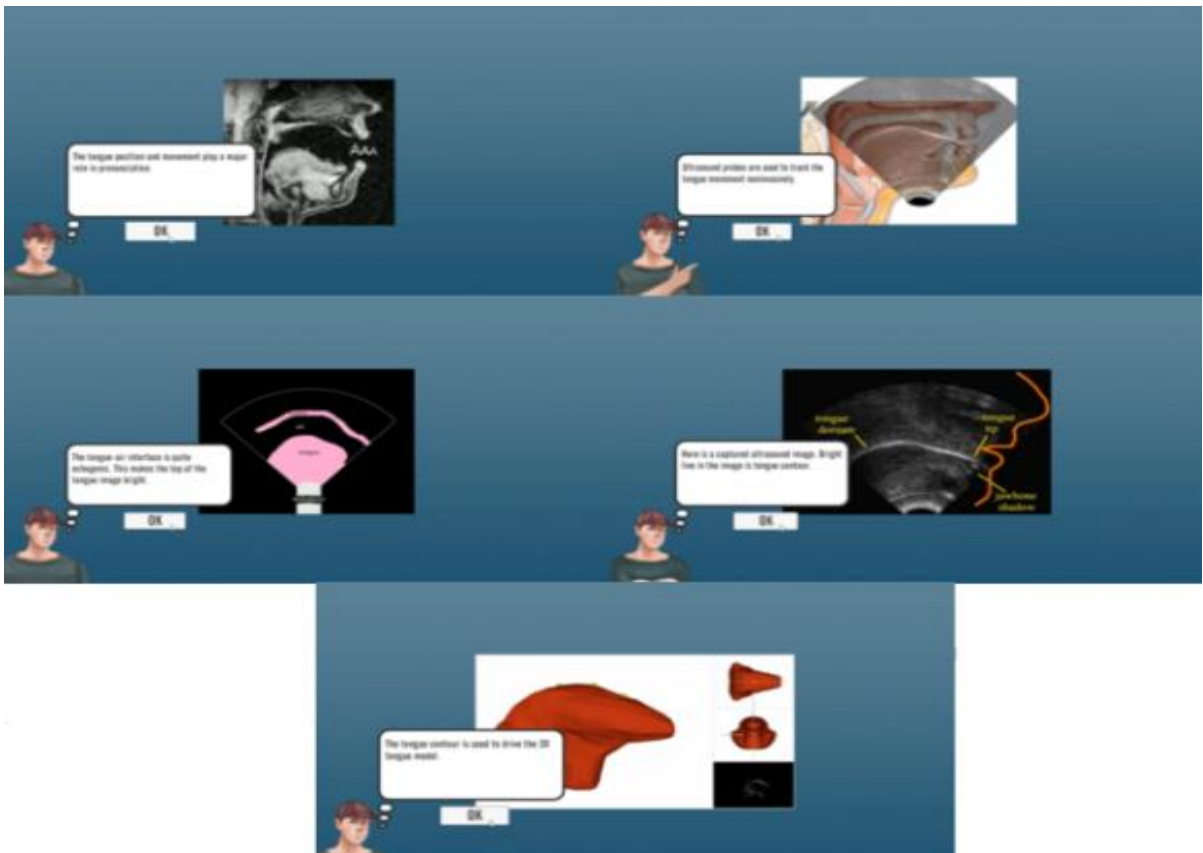 The tongue position and movement play a major
role in pronunciation
AAA
OK
Ultrasound probes are used to track the
tongue movement noninvasively.
OK
The tongue-air interface is quite
echogenic. This makes the top of the
tongue image bright
tongue
OK
Here is a captured ultrasound image. Bright
line in the image is tongue contour.
tongue
dorsum
tongue
tip
jawbone
shadow
OK
The tongue contour is used to drive the 3D
tongue model.
OK